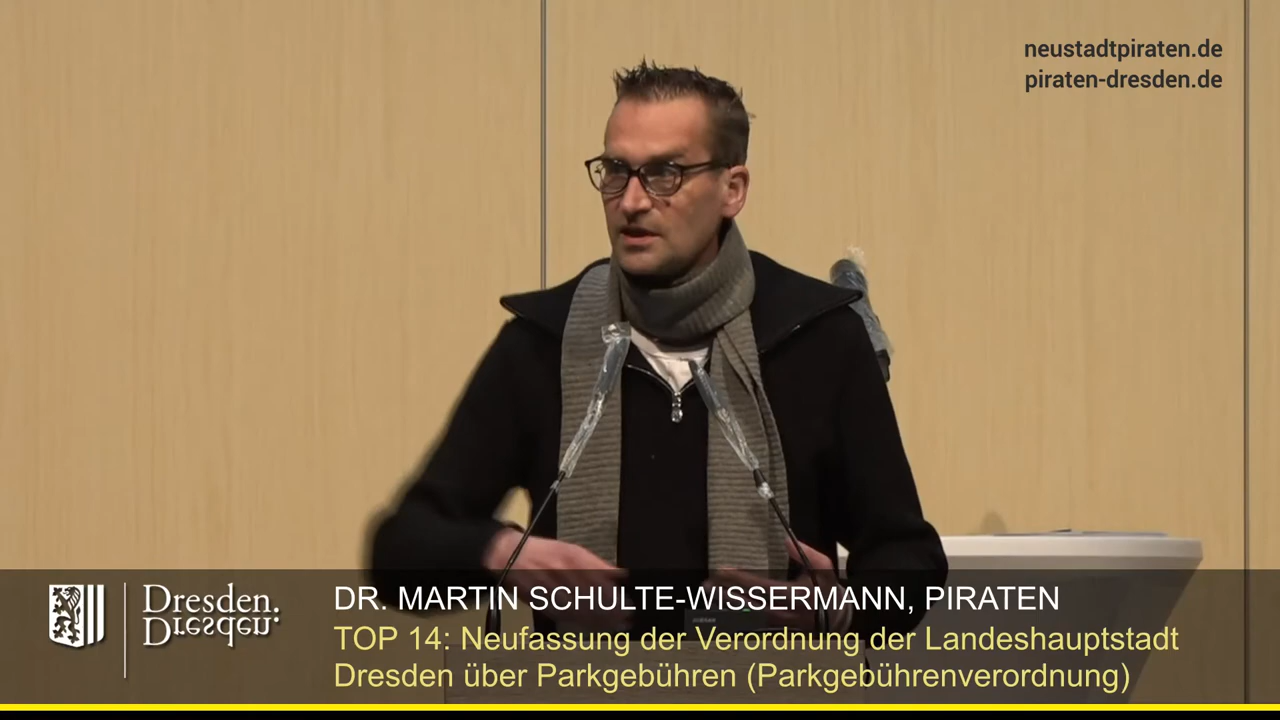 neustadtpiraten.de
piraten-dresden.de
Dresden.
Dresden.
DR. MARTIN SCHULTE-WISSERMANN, PIRATEN
TOP 14: Neufassung der Verordnung der Landeshauptstadt
Dresden über Parkgebühren (Parkgebührenverordnung)